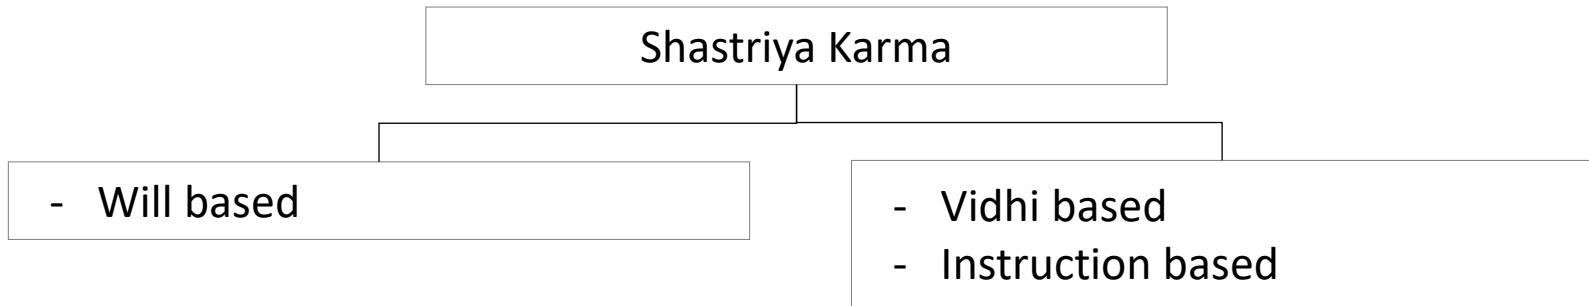 Shastriya Karma
- Will based
- Vidhi based
- Instruction based